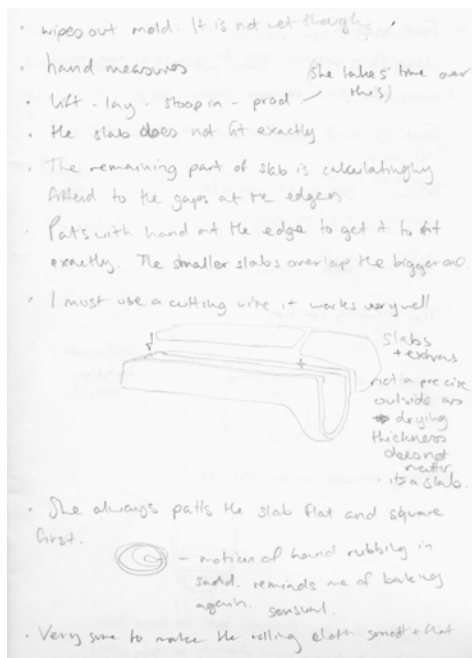 · wipes out mold. It is not wet though.
· hand measures
(she takes time over
this)
· lift - lay - stoop in - prod
· the slab does not fit exactly
· The remaining part of slab is calculatinghy
fitted to the gaps at the edges.
· Pats with hand at the edge to get it to fit
exactly. The smaller slabs overlap the bigger one.
· I must use a cutting wire it works very well
slabs
+ extras
not a precise
outside as
drying
thickness
does not
matter
· its a slab.
· She always patts the slab flat and square
first.
- motion of hand rubbing in
sadd. reminds me of baking
again. sensual.
· Very sure to make the rolling cloth smooth + flat